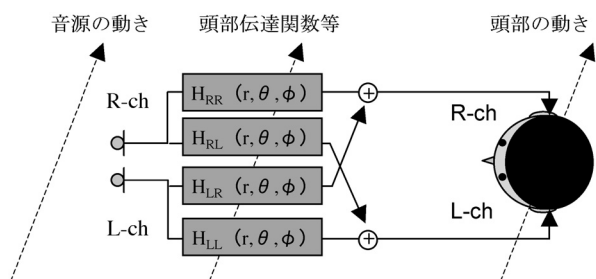 音源の動き
頭部伝達関数等
頭部の動き
R-ch
H_RR (r, θ, φ)
R-ch
H_RL (r, θ, φ)
H_LR (r, θ, φ)
L-ch
L-ch
H_LL (r, θ, φ)